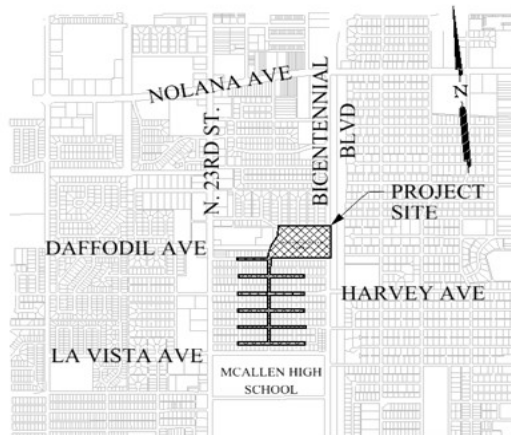 NOLANA AVE
N. 23RD ST.
BICENTENNIAL
BLVD
N
PROJECT
SITE
DAFFODIL AVE
HARVEY AVE
LA VISTA AVE
MCALLEN HIGH
SCHOOL